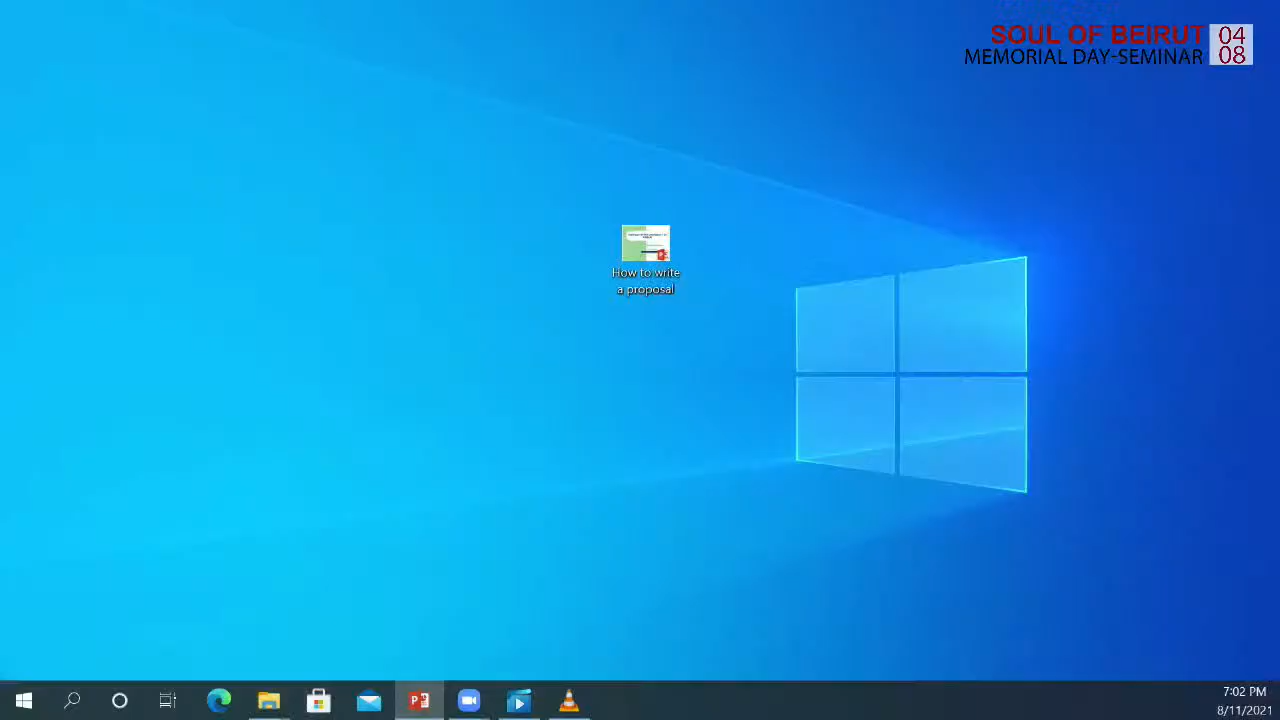 SOUL OF BEIRUT
MEMORIAL DAY-SEMINAR
04
08
How to write
a proposal
7:02 PM
8/11/2021